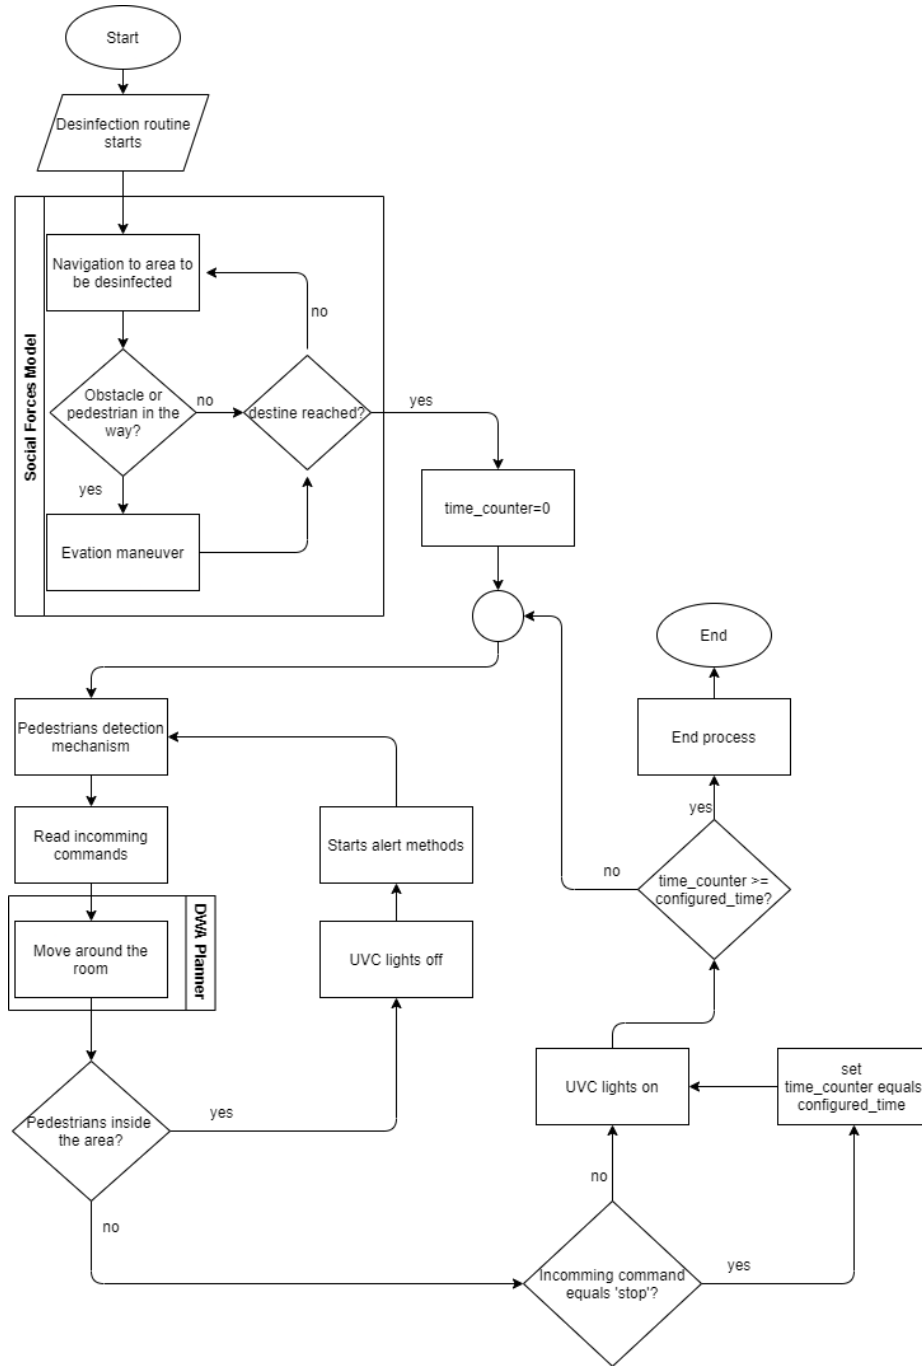 Start
Desinfection routine
starts
Social Forces Model
Navigation to area to
be desinfected
no
Obstacle or
pedestrian in the
way?
no
destine reached?
yes
yes
time_counter=0
Evation maneuver
End
Pedestrians detection
mechanism
End process
yes
Read incomming
commands
Starts alert methods
no
time_counter >=
configured_time?
DWA Planner
Move around the
room
UVC lights off
UVC lights on
set
time_counter equals
configured_time
Pedestrians inside
the area?
yes
no
no
Incomming command
equals 'stop'?
yes